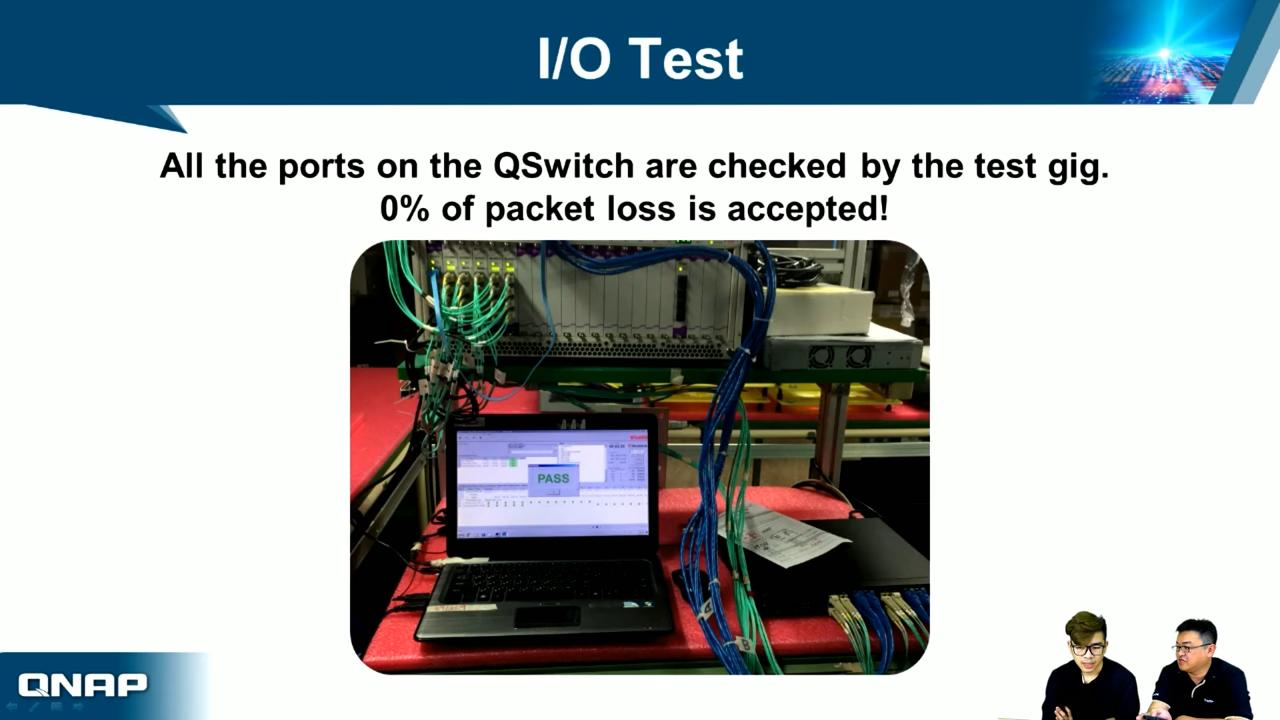 I/O Test
All the ports on the QSwitch are checked by the test gig.
0% of packet loss is accepted!
PASS
QNAP